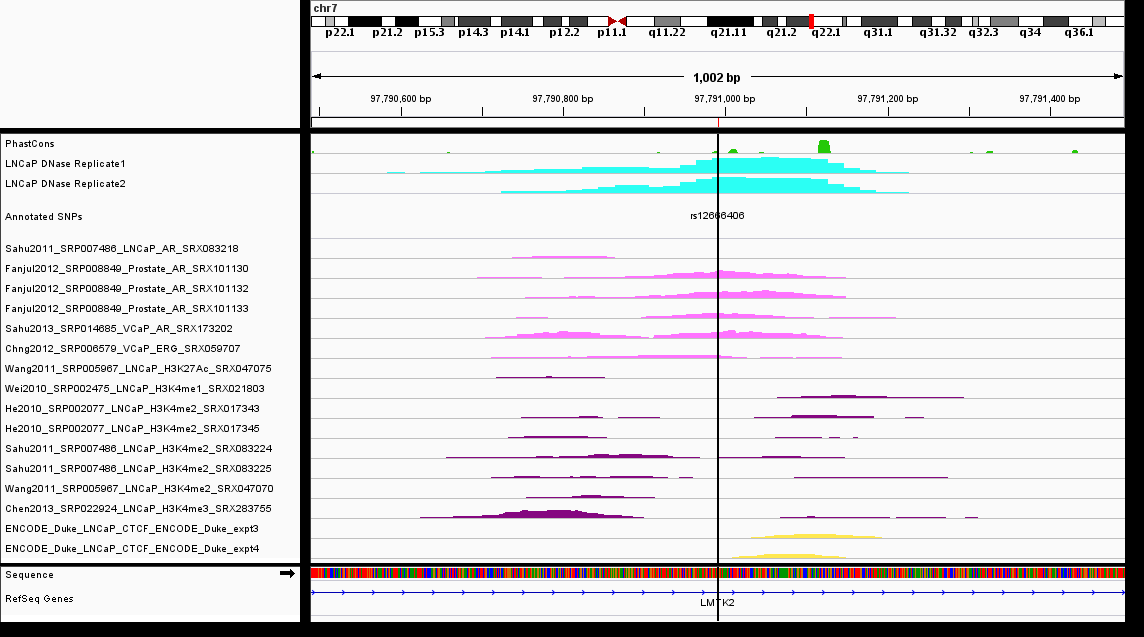 chr7
p22.1 p21.2 p15.3 p14.3 p14.1 p12.2 p11.1 q11.22 q21.11 q21.2 q22.1 q31.1 q31.32 q32.3 q34 q36.1
1,002 bp
97,790,600 bp 97,790,800 bp 97,791,000 bp 97,791,200 bp 97,791,400 bp
PhastCons
LNCaP DNase Replicate1
LNCaP DNase Replicate2
Annotated SNPs
rs12666406
Sahu2011_SRP007486_LNCaP_AR_SRX083218
Fanjul2012_SRP008849_Prostate_AR_SRX101130
Fanjul2012_SRP008849_Prostate_AR_SRX101132
Fanjul2012_SRP008849_Prostate_AR_SRX101133
Sahu2013_SRP014685_VCaP_AR_SRX173202
Chng2012_SRP006579_VCaP_ERG_SRX059707
Wang2011_SRP005967_LNCaP_H3K27Ac_SRX047075
Wei2010_SRP002475_LNCaP_H3K4me1_SRX021803
He2010_SRP002077_LNCaP_H3K4me2_SRX017343
He2010_SRP002077_LNCaP_H3K4me2_SRX017345
Sahu2011_SRP007486_LNCaP_H3K4me2_SRX083224
Sahu2011_SRP007486_LNCaP_H3K4me2_SRX083225
Wang2011_SRP005967_LNCaP_H3K4me2_SRX047070
Chen2013_SRP022924_LNCaP_H3K4me3_SRX283755
ENCODE_Duke_LNCaP_CTCF_ENCODE_Duke_expt3
ENCODE_Duke_LNCaP_CTCF_ENCODE_Duke_expt4
Sequence
RefSeq Genes
LMTK2